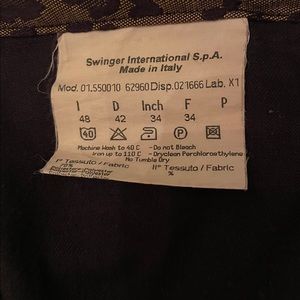 Swinger International S.p.A.
Made in Italy
Mod. 01.550010 62960 Disp.021666 Lab. X1
I D Inch F P
48 42 34 34
40 P
Machine Wash to 40 C - Do not Bleach
Iron up to 110 C - Dryclean Perchloroethylene
No Tumble Dry
I° Tessuto / Fabric II° Tessuto / Fabric
70% %